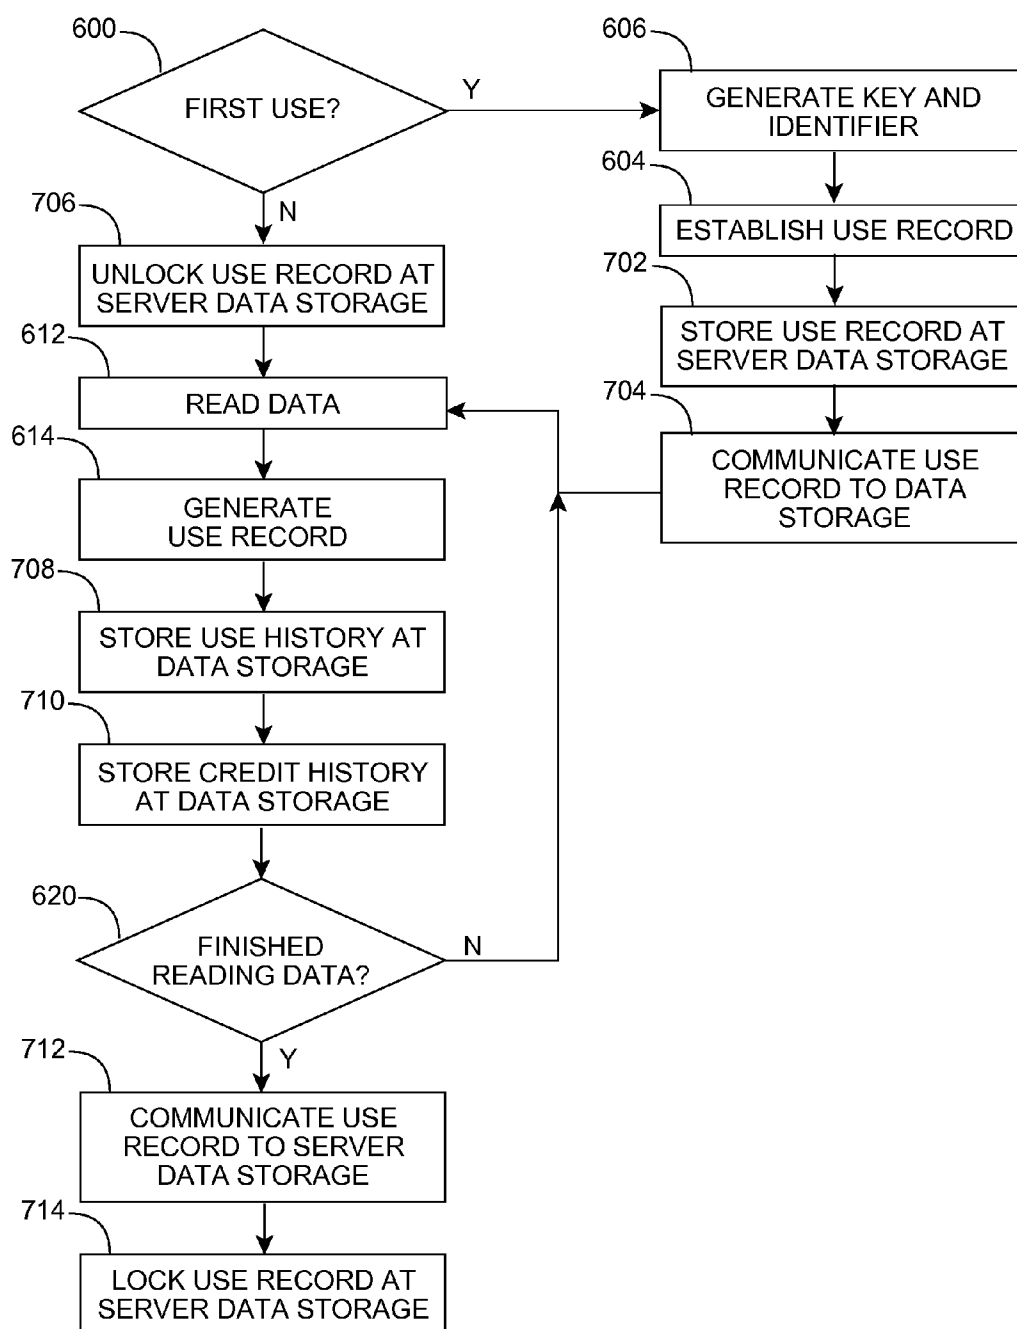 600
FIRST USE?
Y
N
606
GENERATE KEY AND
IDENTIFIER
604
ESTABLISH USE RECORD
702
STORE USE RECORD AT
SERVER DATA STORAGE
704
COMMUNICATE USE
RECORD TO DATA
STORAGE
706
UNLOCK USE RECORD AT
SERVER DATA STORAGE
612
READ DATA
614
GENERATE
USE RECORD
708
STORE USE HISTORY AT
DATA STORAGE
710
STORE CREDIT HISTORY
AT DATA STORAGE
620
FINISHED
READING DATA?
N
Y
712
COMMUNICATE USE
RECORD TO SERVER
DATA STORAGE
714
LOCK USE RECORD AT
SERVER DATA STORAGE